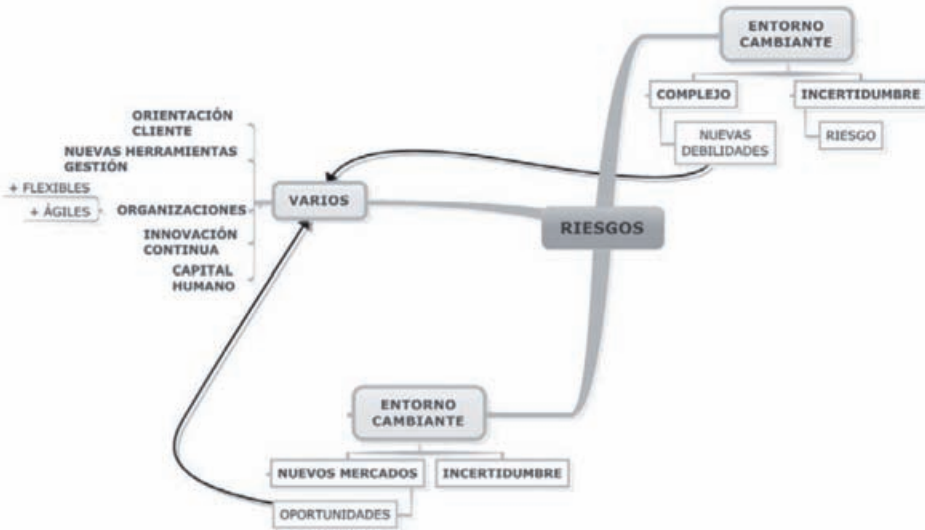 ENTORNO
CAMBIANTE
COMPLEJO
INCERTIDUMBRE
NUEVAS
DEBILIDADES
RIESGO
ORIENTACIÓN
CLIENTE
NUEVAS HERRAMIENTAS
GESTIÓN
+ FLEXIBLES
+ ÁGILES
ORGANIZACIONES
INNOVACIÓN
CONTINUA
CAPITAL
HUMANO
VARIOS
RIESGOS
ENTORNO
CAMBIANTE
NUEVOS MERCADOS
INCERTIDUMBRE
OPORTUNIDADES